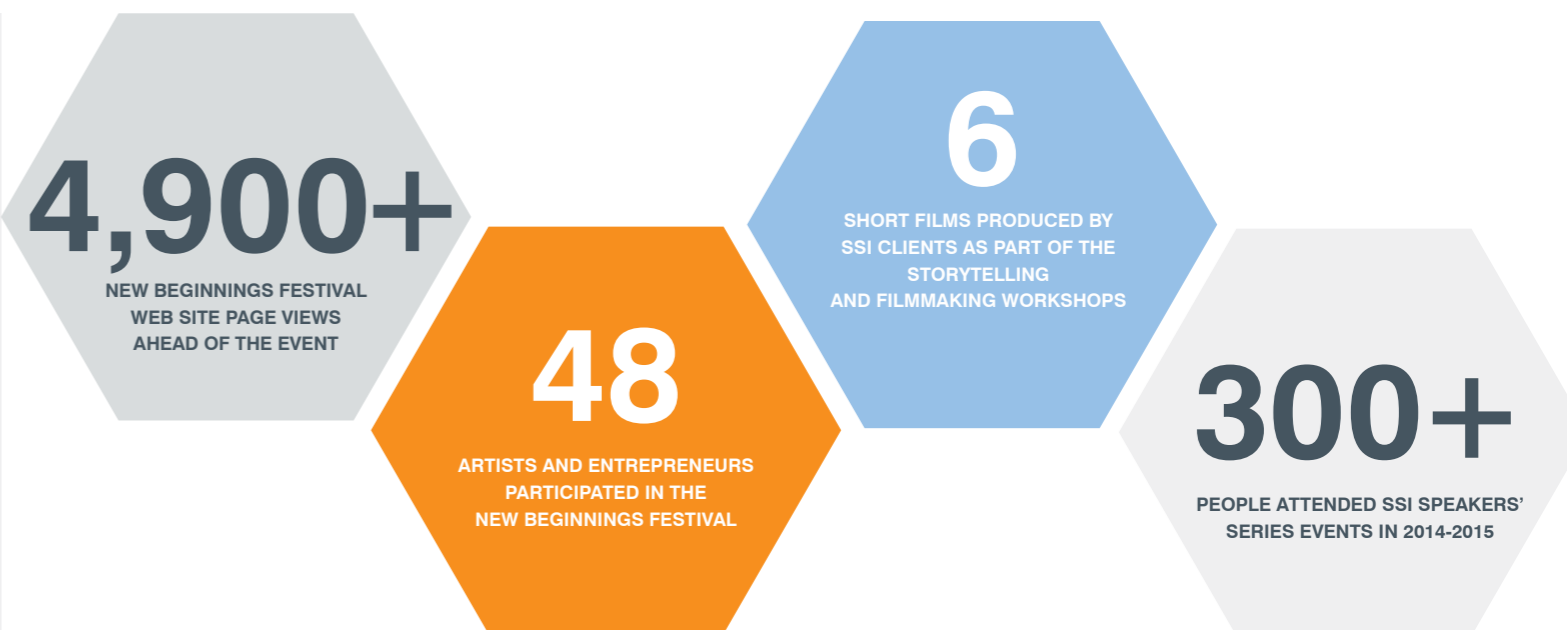 4,900+
NEW BEGINNINGS FESTIVAL
WEB SITE PAGE VIEWS
AHEAD OF THE EVENT
48
ARTISTS AND ENTREPRENEURS
PARTICIPATED IN THE
NEW BEGINNINGS FESTIVAL
6
SHORT FILMS PRODUCED BY
SSI CLIENTS AS PART OF THE
STORYTELLING
AND FILMMAKING WORKSHOPS
300+
PEOPLE ATTENDED SSI SPEAKERS’
SERIES EVENTS IN 2014-2015